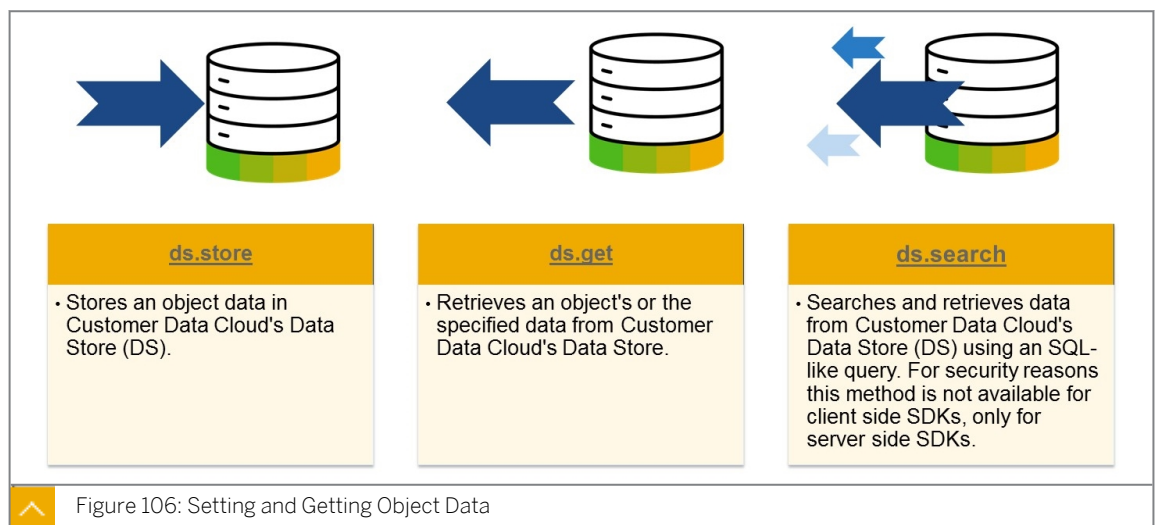 ds.store
• Stores an object data in
Customer Data Cloud's Data
Store (DS).
ds.get
• Retrieves an object's or the
specified data from Customer
Data Cloud's Data Store.
ds.search
• Searches and retrieves data
from Customer Data Cloud's
Data Store (DS) using an SQL-
like query. For security reasons
this method is not available for
client side SDKs, only for
server side SDKs.
Figure 106: Setting and Getting Object Data